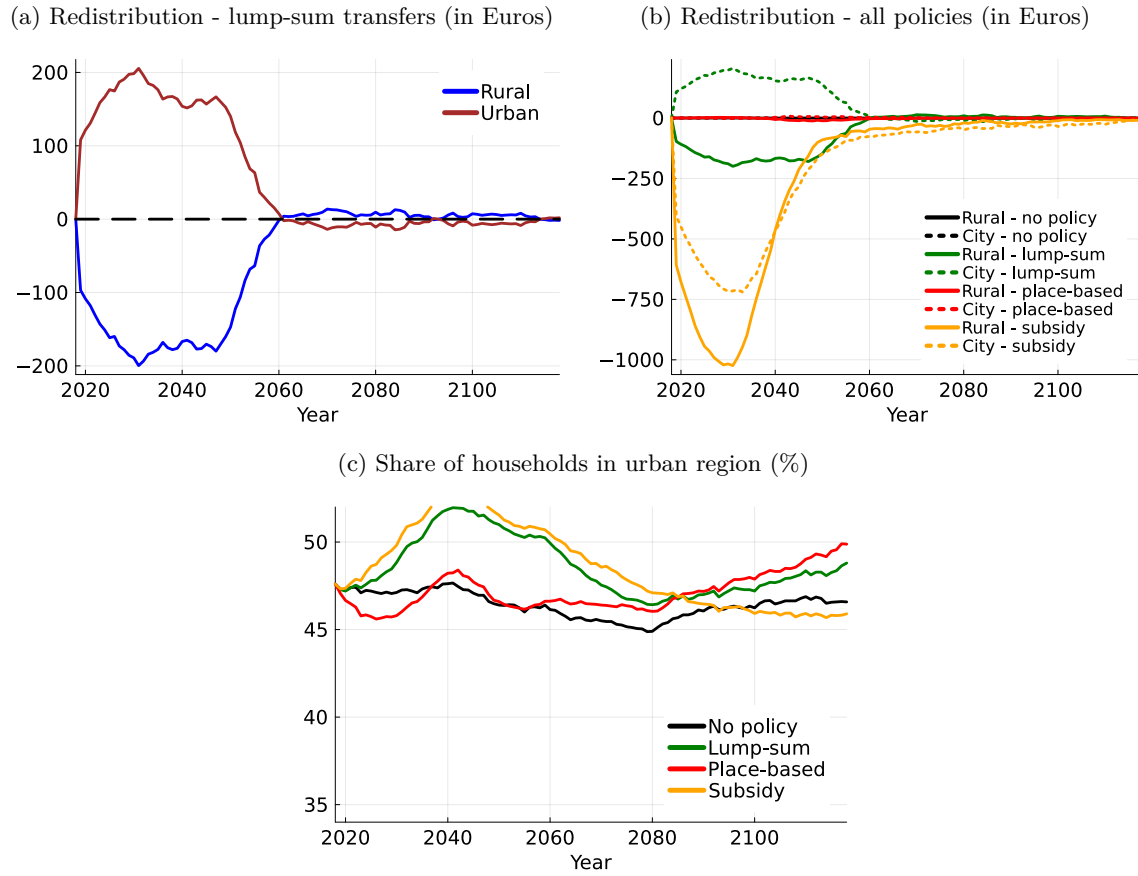 (a) Redistribution - lump-sum transfers (in Euros)
200
100
0
−100
−200
2020
2040
2060
2080
2100
Year
Rural
Urban
(b) Redistribution - all policies (in Euros)
0
−250
−500
−750
−1000
2020
2040
2060
2080
2100
Year
Rural - no policy
City - no policy
Rural - lump-sum
City - lump-sum
Rural - place-based
City - place-based
Rural - subsidy
City - subsidy
(c) Share of households in urban region (%)
50
45
40
35
2020
2040
2060
2080
2100
Year
No policy
Lump-sum
Place-based
Subsidy